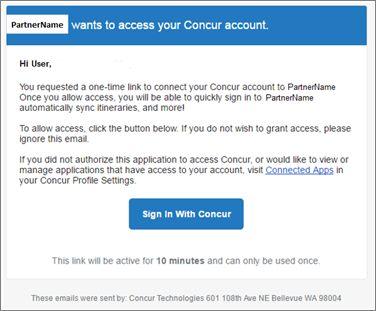 PartnerName wants to access your Concur account.
Hi User,
You requested a one-time link to connect your Concur account to PartnerName
Once you allow access, you will be able to quickly sign in to PartnerName
automatically sync itineraries, and more!
To allow access, click the button below. If you do not wish to grant access, please
ignore this email.
If you did not authorize this application to access Concur, or would like to view or
manage applications that have access to your account, visit Connected Apps in
your Concur Profile Settings.
Sign In With Concur
This link will be active for 10 minutes and can only be used once.
These emails were sent by: Concur Technologies 601 108th Ave NE Bellevue WA 98004